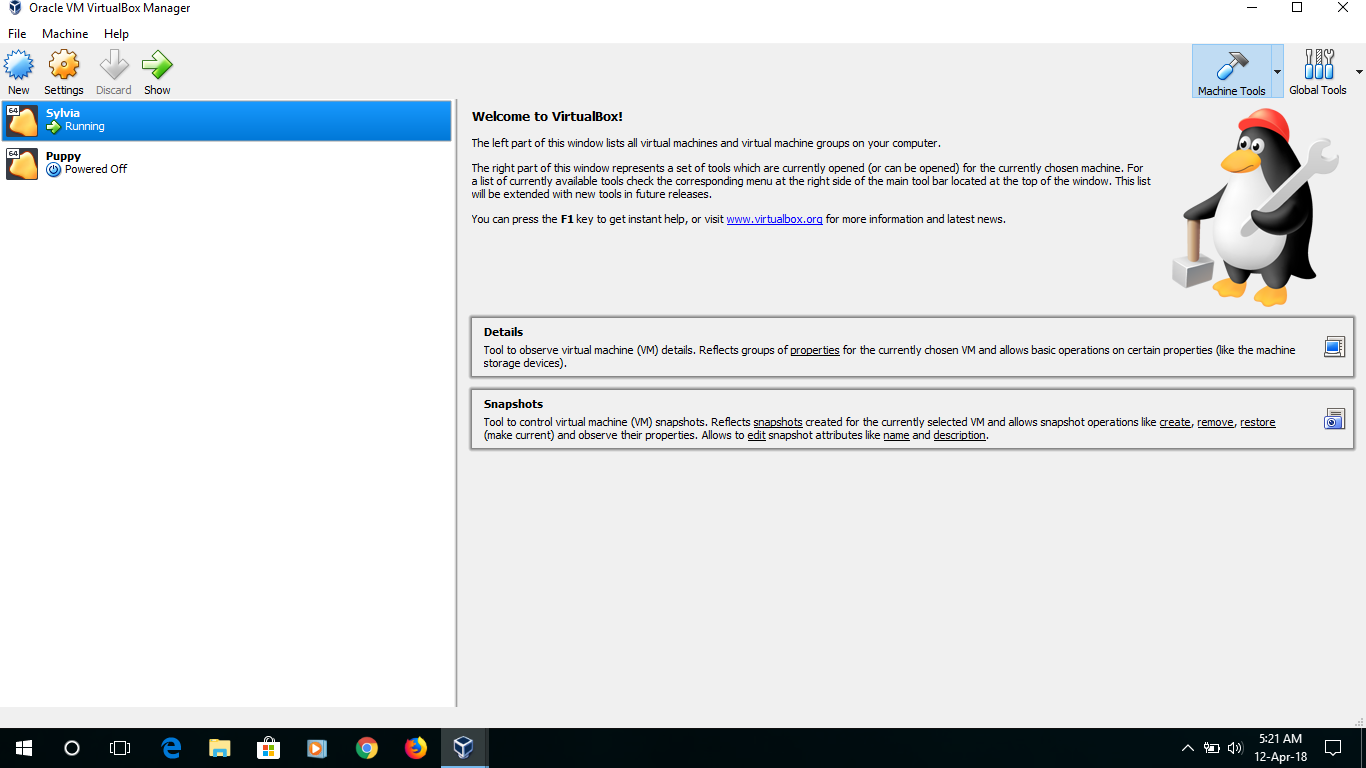 Oracle VM VirtualBox Manager
File Machine Help
New Settings Discard Show
Machine Tools Global Tools
64
Sylvia
Running
64
Puppy
Powered Off
Welcome to VirtualBox!
The left part of this window lists all virtual machines and virtual machine groups on your computer.
The right part of this window represents a set of tools which are currently opened (or can be opened) for the currently chosen machine. For
a list of currently available tools check the corresponding menu at the right side of the main tool bar located at the top of the window. This list
will be extended with new tools in future releases.
You can press the F1 key to get instant help, or visit www.virtualbox.org for more information and latest news.
Details
Tool to observe virtual machine (VM) details. Reflects groups of properties for the currently chosen VM and allows basic operations on certain properties (like the machine
storage devices).
Snapshots
Tool to control virtual machine (VM) snapshots. Reflects snapshots created for the currently selected VM and allows snapshot operations like create, remove, restore
(make current) and observe their properties. Allows to edit snapshot attributes like name and description.
5:21 AM
12-Apr-18